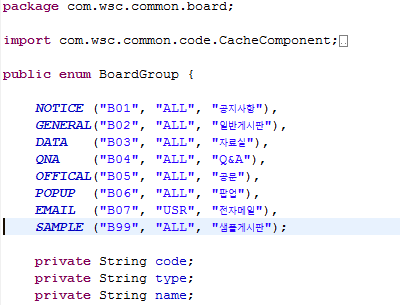 package com.wsc.common.board;
import com.wsc.common.code.CacheComponent;
public enum BoardGroup {
NOTICE ("B01", "ALL", "공지사항"),
GENERAL("B02", "ALL", "일반게시판"),
DATA ("B03", "ALL", "자료실"),
QNA ("B04", "ALL", "Q&A"),
OFFICAL("B05", "ALL", "공문"),
POPUP ("B06", "ALL", "팝업"),
EMAIL ("B07", "USR", "전자메일"),
SAMPLE ("B99", "ALL", "샘플게시판");
private String code;
private String type;
private String name;